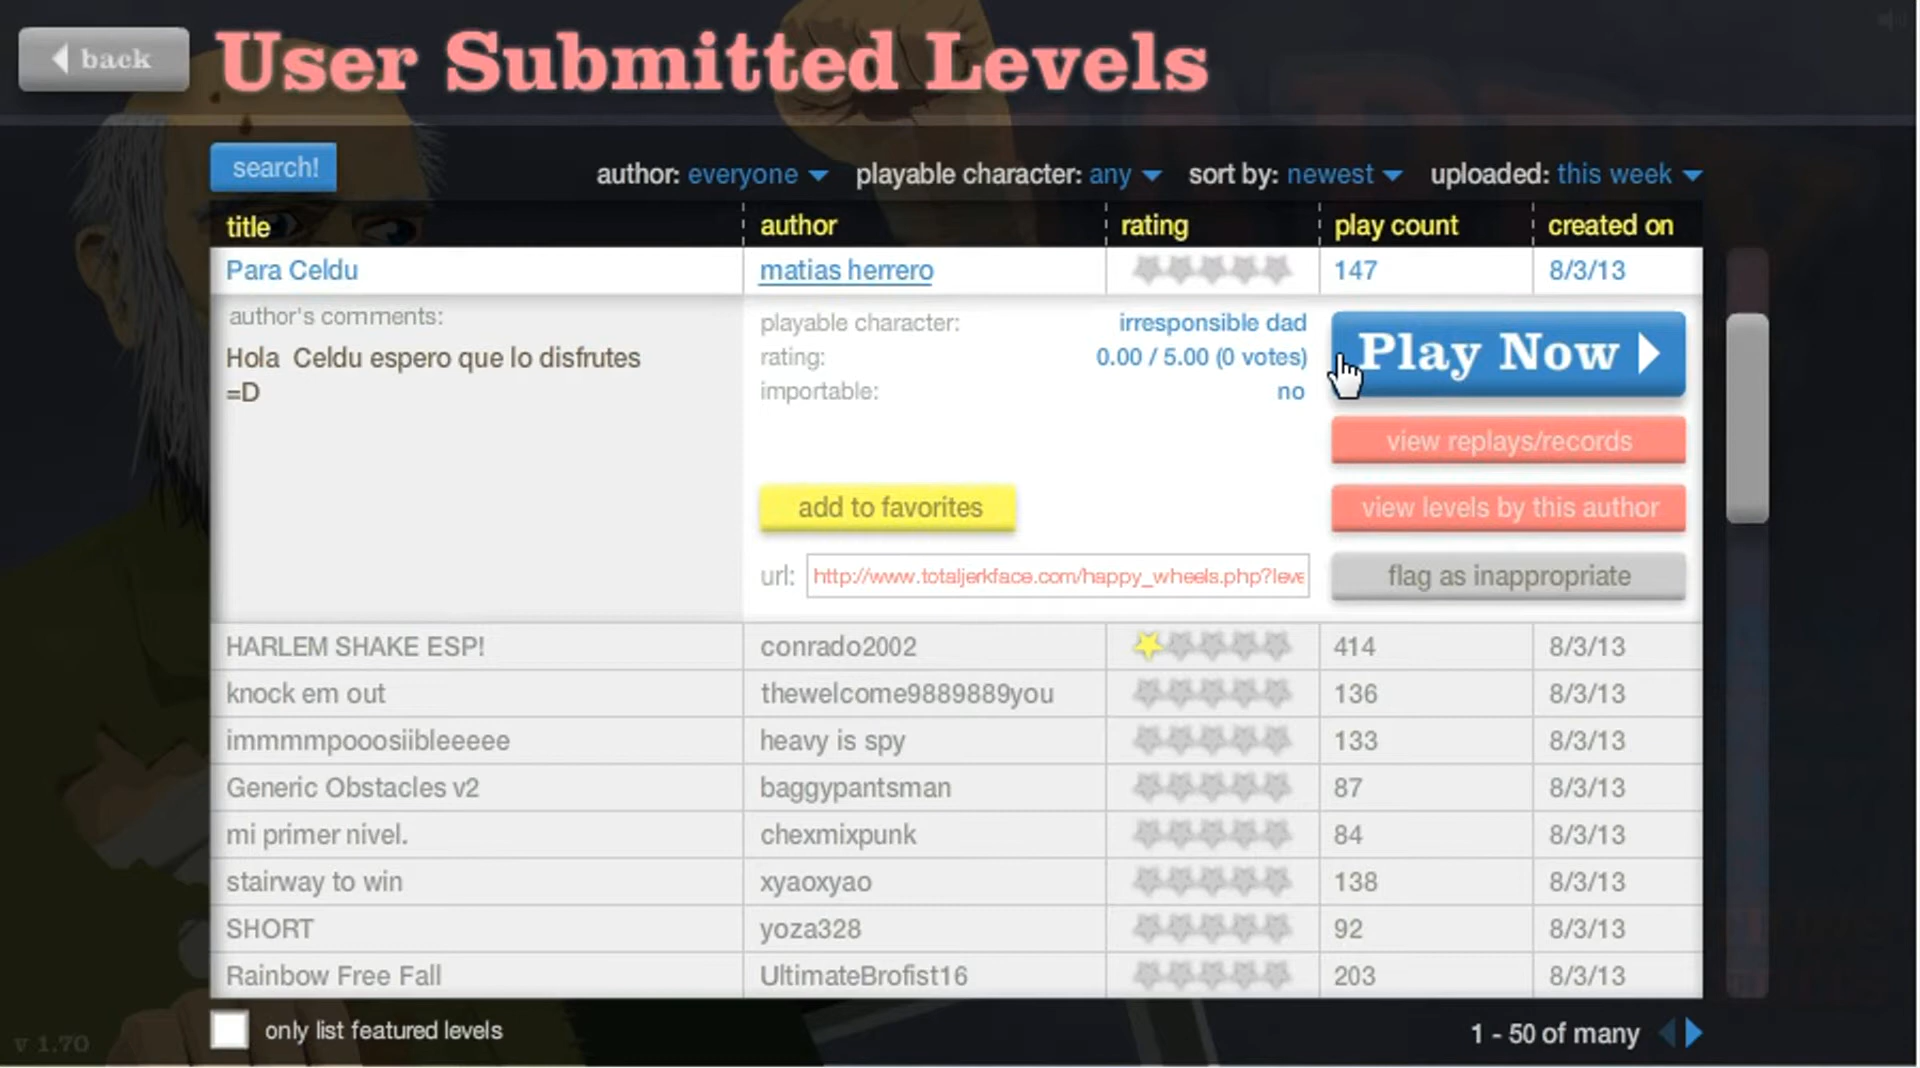 back
User Submitted Levels
search!
author: everyone playable character: any sort by: newest uploaded: this week
title author rating play count created on
Para Celdu matias herrero 147 8/3/13
author's comments:
Hola Celdu espero que lo disfrutes
=D
playable character: irresponsible dad
rating: 0.00 / 5.00 (0 votes)
importable: no
Play Now
view replays/records
add to favorites
view levels by this author
url: http://www.totaljerkface.com/happy_wheels.php?leve
flag as inappropriate
HARLEM SHAKE ESP! conrado2002 414 8/3/13
knock em out thewelcome9889889you 136 8/3/13
immmmpooosiibleeeee heavy is spy 133 8/3/13
Generic Obstacles v2 baggypantsman 87 8/3/13
mi primer nivel. chexmixpunk 84 8/3/13
stairway to win xyaoxyao 138 8/3/13
SHORT yoza328 92 8/3/13
Rainbow Free Fall UltimateBrofist16 203 8/3/13
only list featured levels
1 - 50 of many
v 1.70